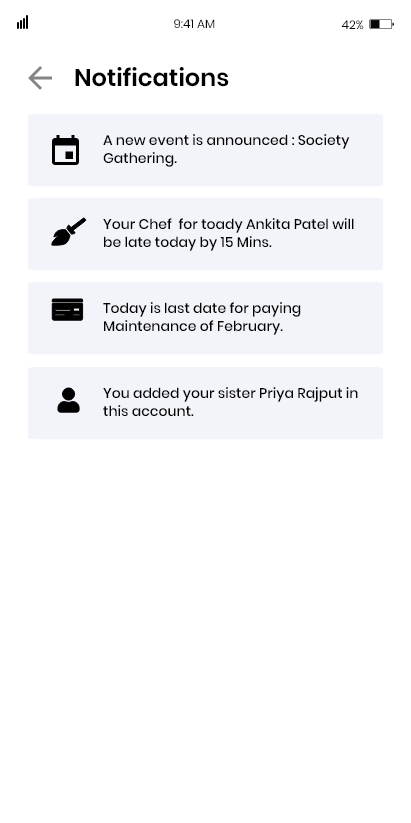 9:41 AM
42%
Notifications
A new event is announced : Society
Gathering.
Your Chef  for toady Ankita Patel will
be late today by 15 Mins.
Today is last date for paying
Maintenance of February.
You added your sister Priya Rajput in
this account.